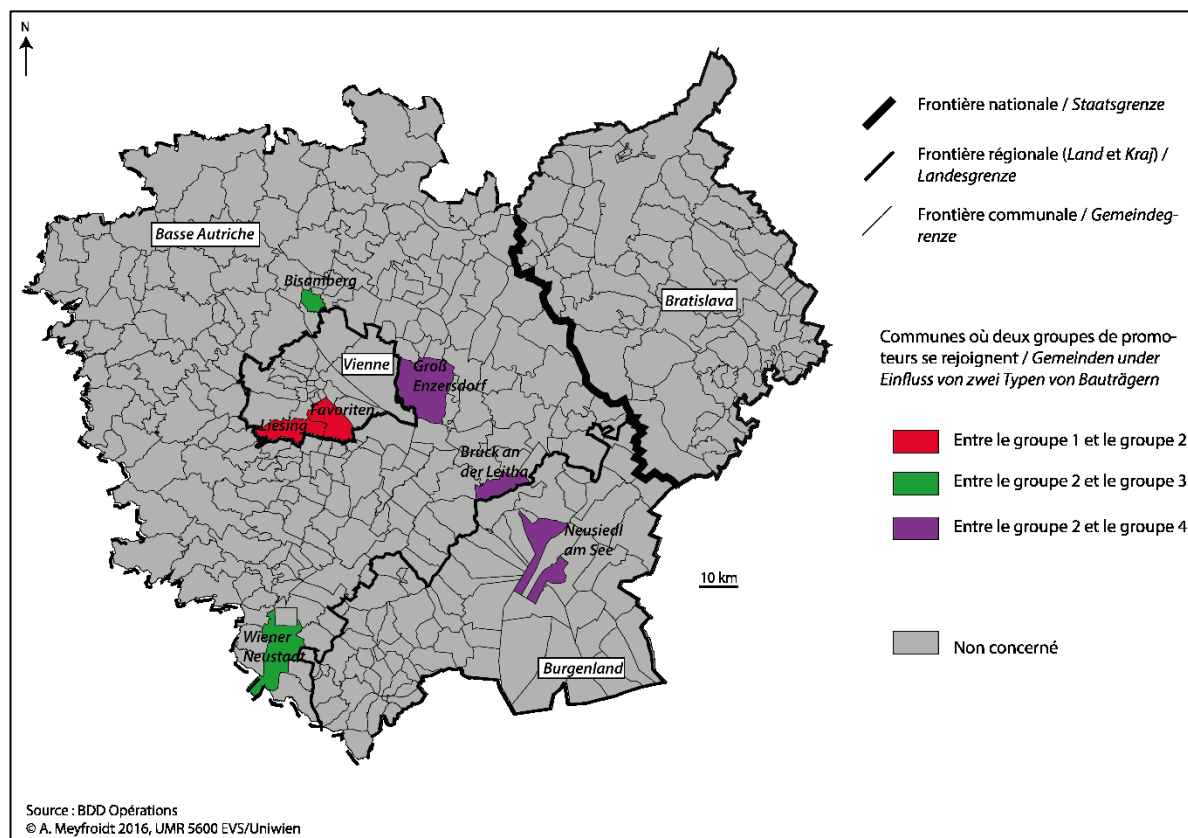 N
Basse Autriche
Bisamberg
Vienne
Groß
Enzersdorf
Favoriten
Liesing
Bruck an
der Leitha
Neusiedl
am See
Wiener
Neustadt
Burgenland
Bratislava
10 km
Frontière nationale / Staatsgrenze
Frontière régionale (Land et Kraj) /
Landesgrenze
Frontière communale / Gemeindeg-
renze
Communes où deux groupes de promo-
teurs se rejoignent / Gemeinden under
Einfluss von zwei Typen von Bauträgern
Entre le groupe 1 et le groupe 2
Entre le groupe 2 et le groupe 3
Entre le groupe 2 et le groupe 4
Non concerné
Source : BDD Opérations
© A. Meyfroidt 2016, UMR 5600 EVS/Uniwien